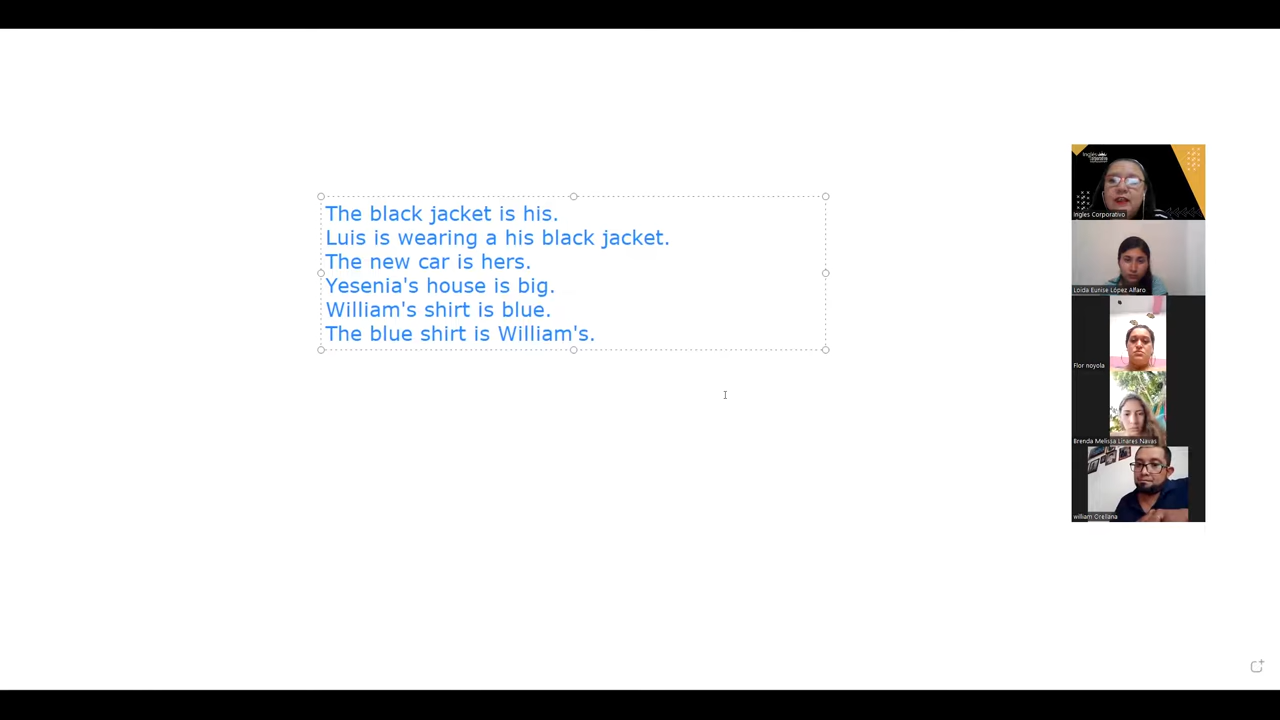 The black jacket is his.
Luis is wearing a his black jacket.
The new car is hers.
Yesenia's house is big.
William's shirt is blue.
The blue shirt is William's.
Inglés
Ingles Corporativo
Loida Eunise López Alfaro
Flor noyola
Brenda Melissa Linares Navas
william Orellana